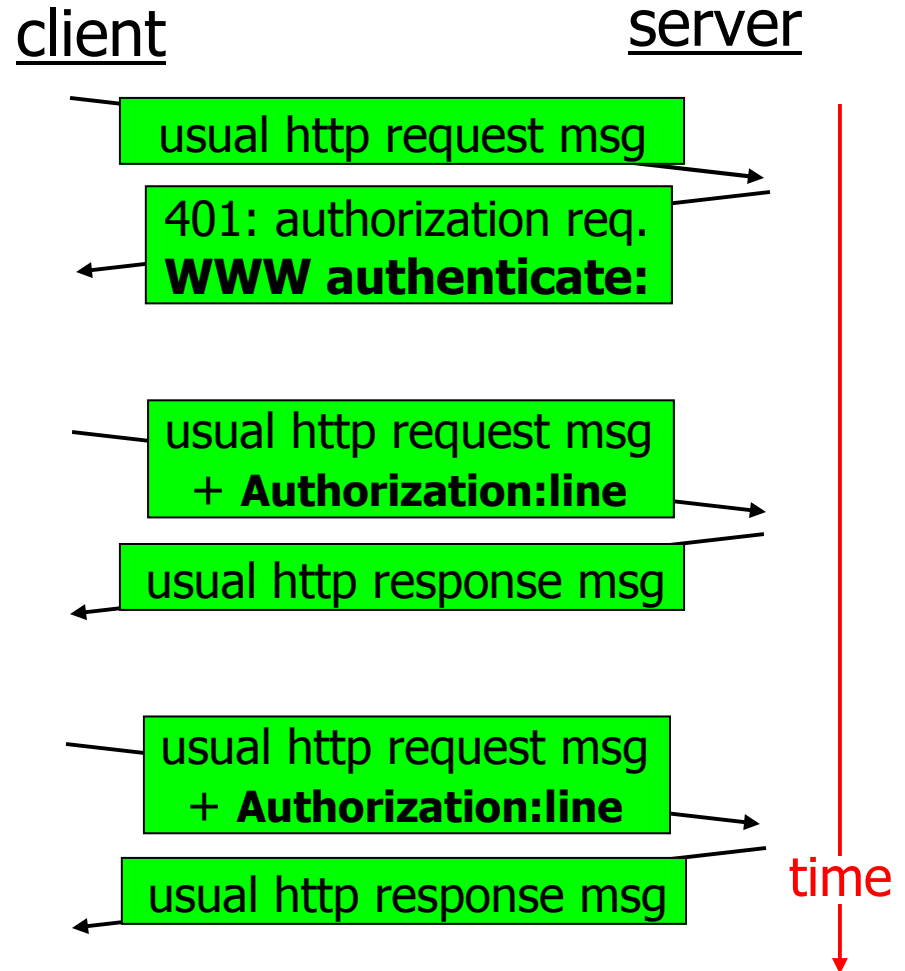 client
server
usual http request msg
401: authorization req.
WWW authenticate:
usual http request msg
+ Authorization:line
usual http response msg
usual http request msg
+ Authorization:line
usual http response msg
time